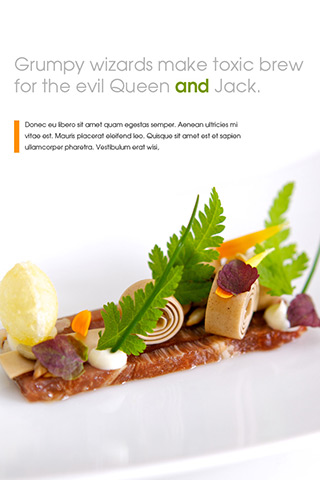 Grumpy wizards make toxic brew
for the evil Queen and Jack.
Donec eu libero sit amet quam egestas semper. Aenean ultricies mi
vitae est. Mauris placerat eleifend leo. Quisque sit amet est et sapien
ullamcorper pharetra. Vestibulum erat wisi,